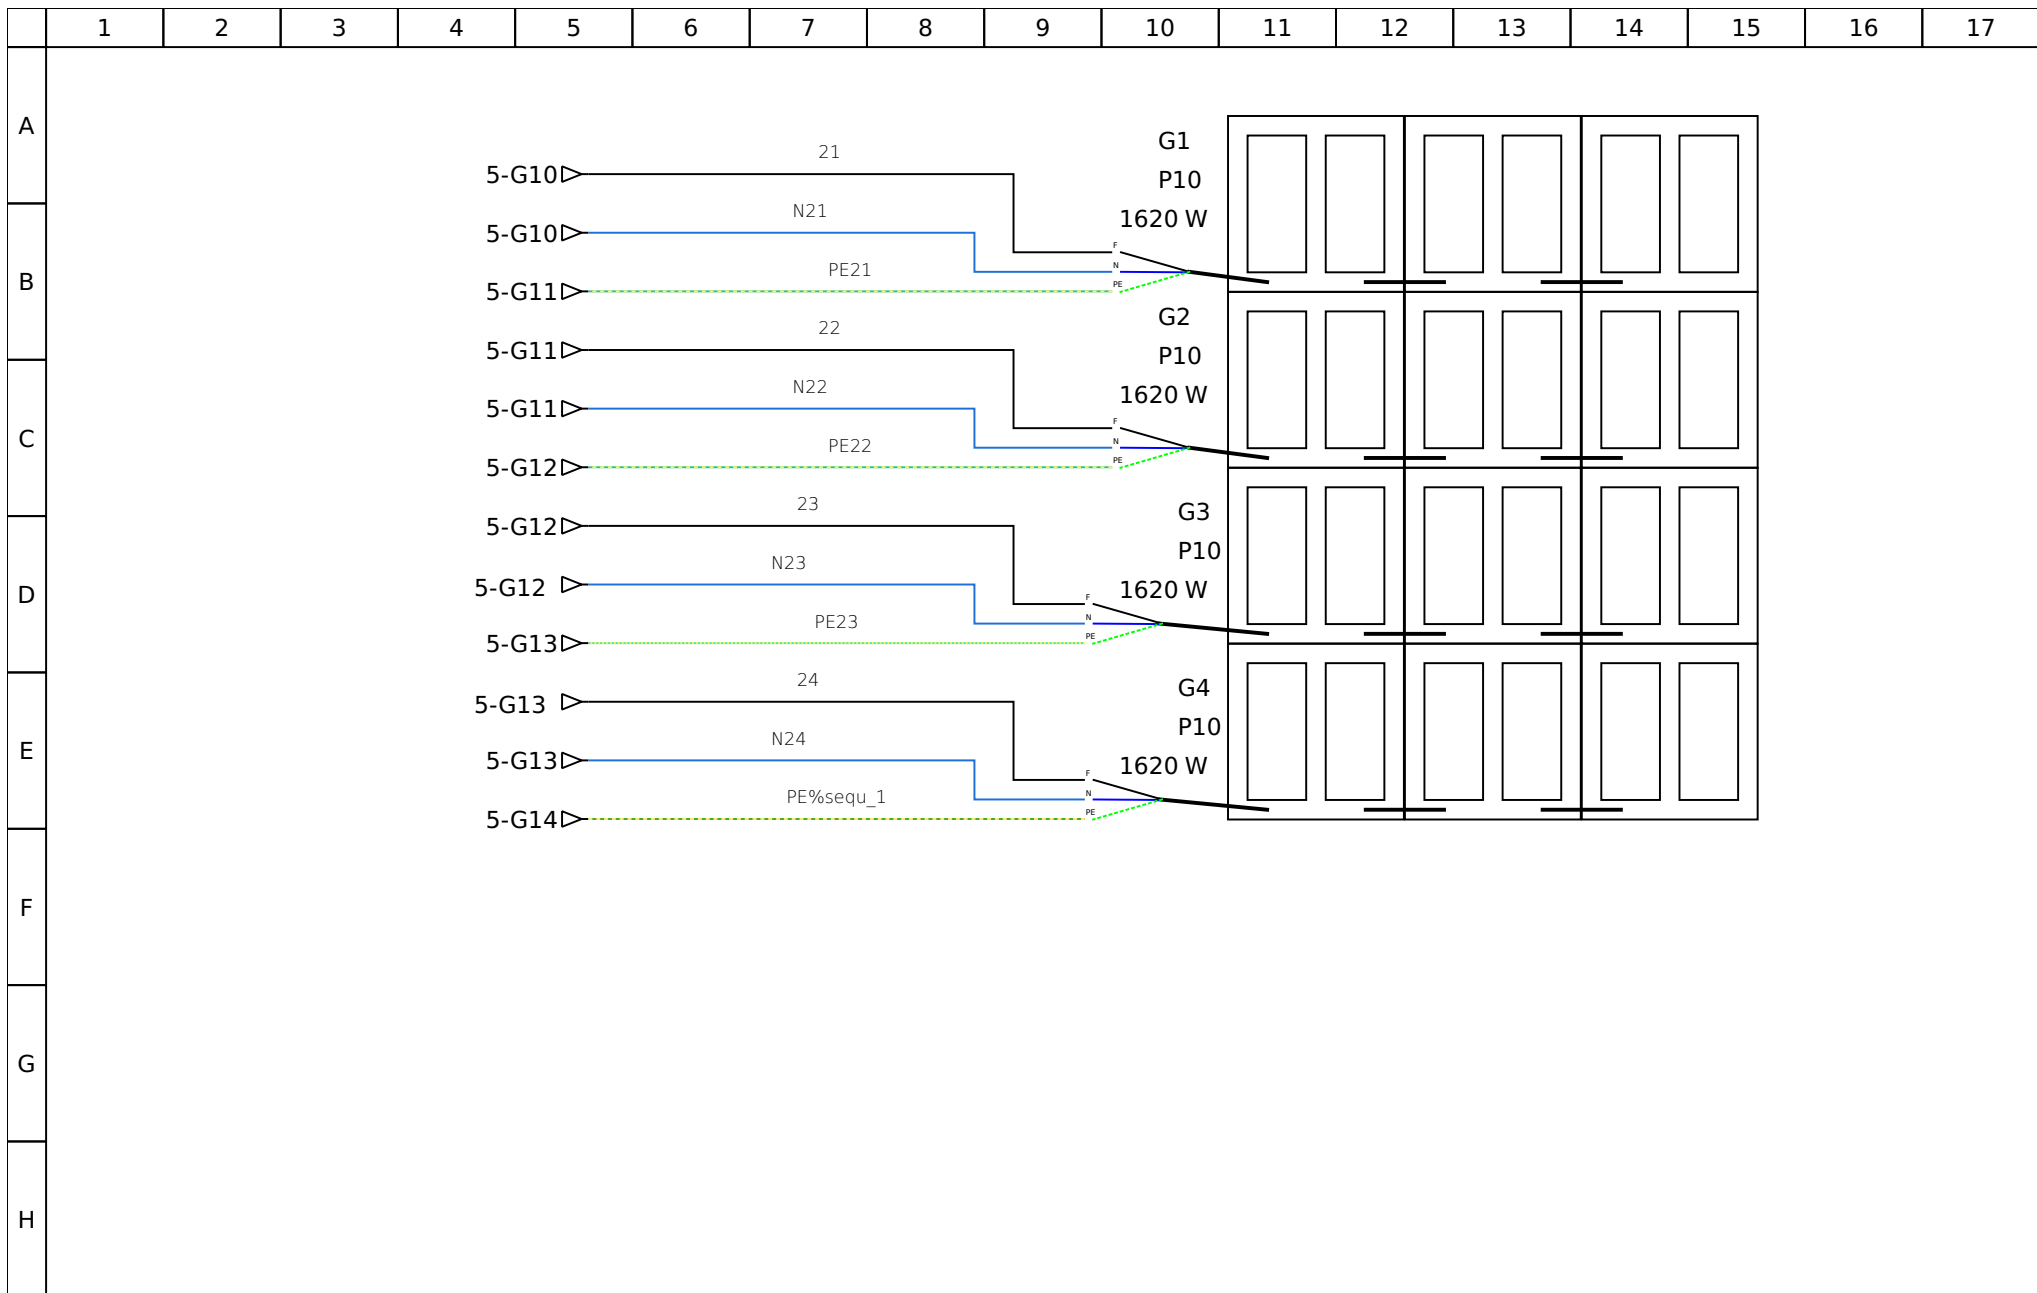 1 2 3 4 5 6 7 8 9 10 11 12 13 14 15 16 17
A
B
C
D
E
F
G
H
G1
P10
1620 W
21
5-G10
N21
5-G10
PE21
5-G11
F
N
PE
G2
P10
1620 W
22
5-G11
N22
5-G11
PE22
5-G12
F
N
PE
G3
P10
1620 W
23
5-G12
N23
5-G12
PE23
5-G13
F
N
PE
G4
P10
1620 W
24
5-G13
N24
5-G13
PE%sequ_1
5-G14
F
N
PE